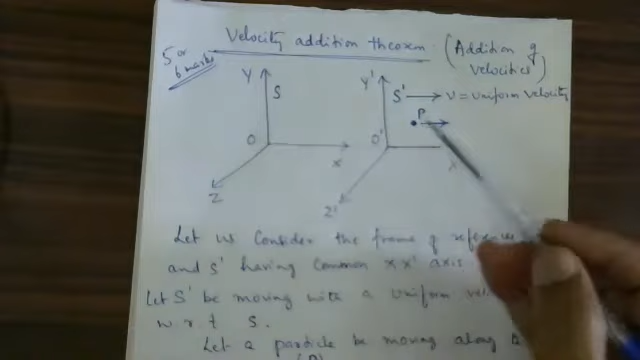 Velocity addition theorem (Addition of velocities)
5 or 6 marks
Y
S
O
X
Z
Y'
S' → v = uniform velocity
P
O'
Z'
Let us consider the frame of
and S' having common x x' axis
Let S' be moving with a uniform
w r t S.
Let a particle be moving along
(P)